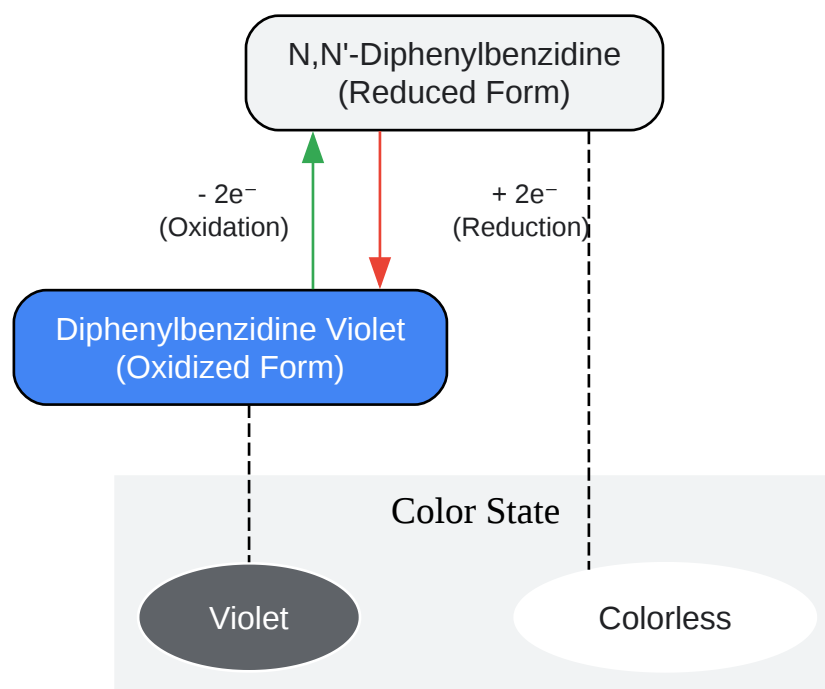 N,N'-Diphenylbenzidine
(Reduced Form)
- 2e⁻
(Oxidation)
+ 2e⁻
(Reduction)
Diphenylbenzidine Violet
(Oxidized Form)
Color State
Violet
Colorless